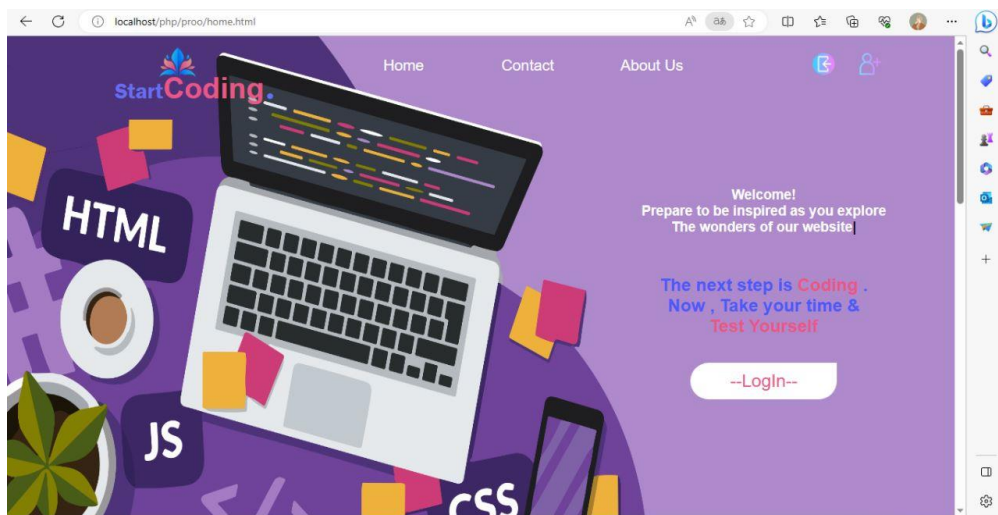 localhost/php/proo/home.html
StartCoding.
Home
Contact
About Us
Welcome!
Prepare to be inspired as you explore
The wonders of our website
The next step is Coding .
Now , Take your time &
Test Yourself
--LogIn--
HTML
JS
CSS